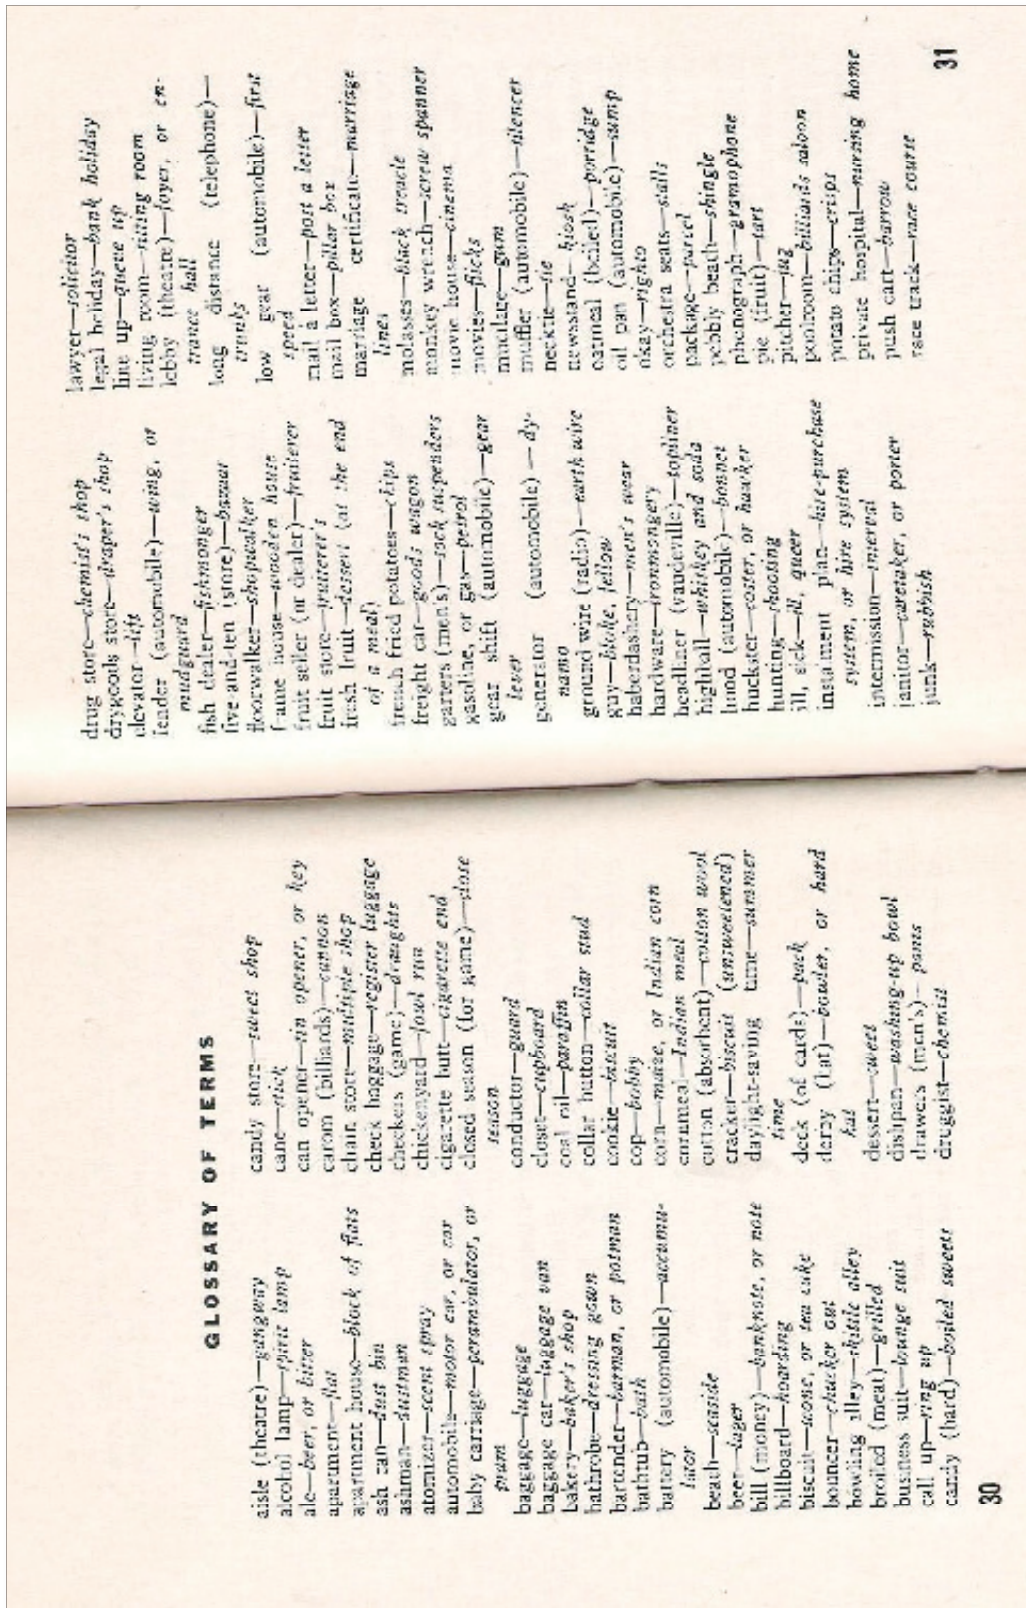 GLOSSARY OF TERMS
aisle (theatre)—gangway
alcohol lamp—spirit lamp
ale—beer, or bitter
apartment—flat
apartment house—block of flats
ash can—dust bin
ashman—dustman
atomizer—scent spray
automobile—motor car, or car
baby carriage—perambulator, or
pram
baggage—luggage
baggage car—luggage van
bakery—baker's shop
bathrobe—dressing gown
bartender—barman, or potman
bathtub—bath
battery (automobile)—accumu-
lator
beach—seaside
beer—lager
bill (money)—banknote, or note
billboard—hoarding
biscuit—scone, or tea cake
bouncer—chucker out
bowling alley—skittle alley
broiled (meat)—grilled
business suit—lounge suit
call up—ring up
candy (hard)—boiled sweets
30
candy store—sweet shop
cane—stick
can opener—tin opener, or key
carom (billiards)—cannon
chain store—multiple shop
check baggage—register luggage
checkers (game)—draughts
chickenyard—fowl run
cigarette butt—cigarette end
closed season (for game)—close
season
conductor—guard
closet—cupboard
coal oil—paraffin
collar button—collar stud
cookie—biscuit
cop—bobby
corn—maize, or Indian corn
cornmeal—Indian meal
cotton (absorbent)—cotton wool
cracker—biscuit (unsweetened)
daylight-saving time—summer
time
deck (of cards)—pack
derby (hat)—bowler, or hard
hat
dessert—sweet
dishpan—washing-up bowl
drawers (men's)—pants
druggist—chemist
drug store—chemist's shop
drygoods store—draper's shop
elevator—lift
fender (automobile)—wing, or
mudguard
fish dealer—fishmonger
five-and-ten (store)—bazaar
floorwalker—shopwalker
frame house—wooden house
fruit seller (or dealer)—fruiterer
fruit store—fruiterer's
fresh fruit—dessert (at the end
of a meal)
french fried potatoes—chips
freight car—goods wagon
garters (men's)—sock suspenders
gasoline, or gas—petrol
gear shift (automobile)—gear
lever
generator (automobile)—dy-
namo
ground wire (radio)—earth wire
guy—bloke, fellow
haberdashery—men's wear
hardware—ironmongery
headliner (vaudeville)—topliner
highball—whiskey and soda
hood (automobile)—bonnet
huckster—coster, or hawker
hunting—shooting
ill, sick—ill, queer
instalment plan—hire-purchase
system, or hire system
intermission—interval
janitor—caretaker, or porter
junk—rubbish
lawyer—solicitor
legal holiday—bank holiday
line up—queue up
living room—sitting room
lobby (theatre)—foyer, or en-
trance hall
long distance (telephone)—
trunks
low gear (automobile)—first
speed
mail a letter—post a letter
mail box—pillar box
marriage certificate—marriage
lines
molasses—black treacle
monkey wrench—screw spanner
movie house—cinema
movies—flicks
mucilage—gum
muffler (automobile)—silencer
necktie—tie
newsstand—kiosk
oatmeal (boiled)—porridge
oil pan (automobile)—sump
okay—righto
orchestra seats—stalls
package—parcel
pebbly beach—shingle
phonograph—gramophone
pie (fruit)—tart
pitcher—jug
poolroom—billiards saloon
potato chips—crisps
private hospital—nursing home
push cart—barrow
race track—race course
31